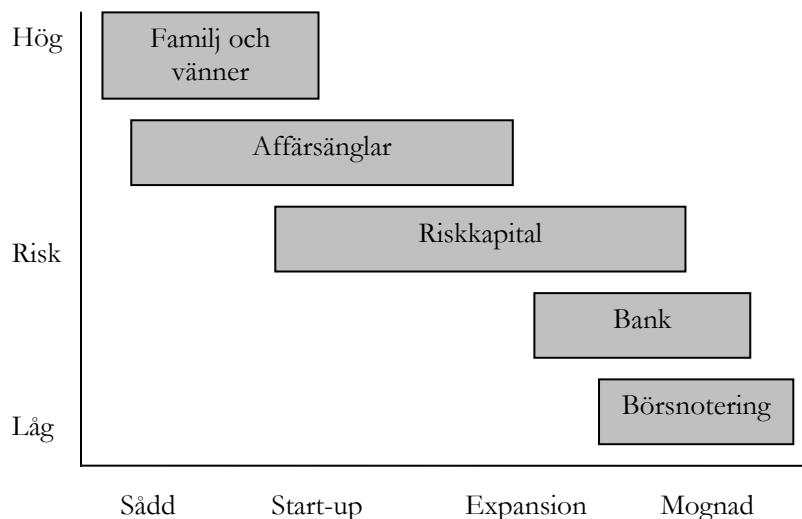 Hög
Familj och
vänner
Affärsänglar
Riskkapital
Risk
Bank
Börsnotering
Låg
Sådd Start-up Expansion Mognad